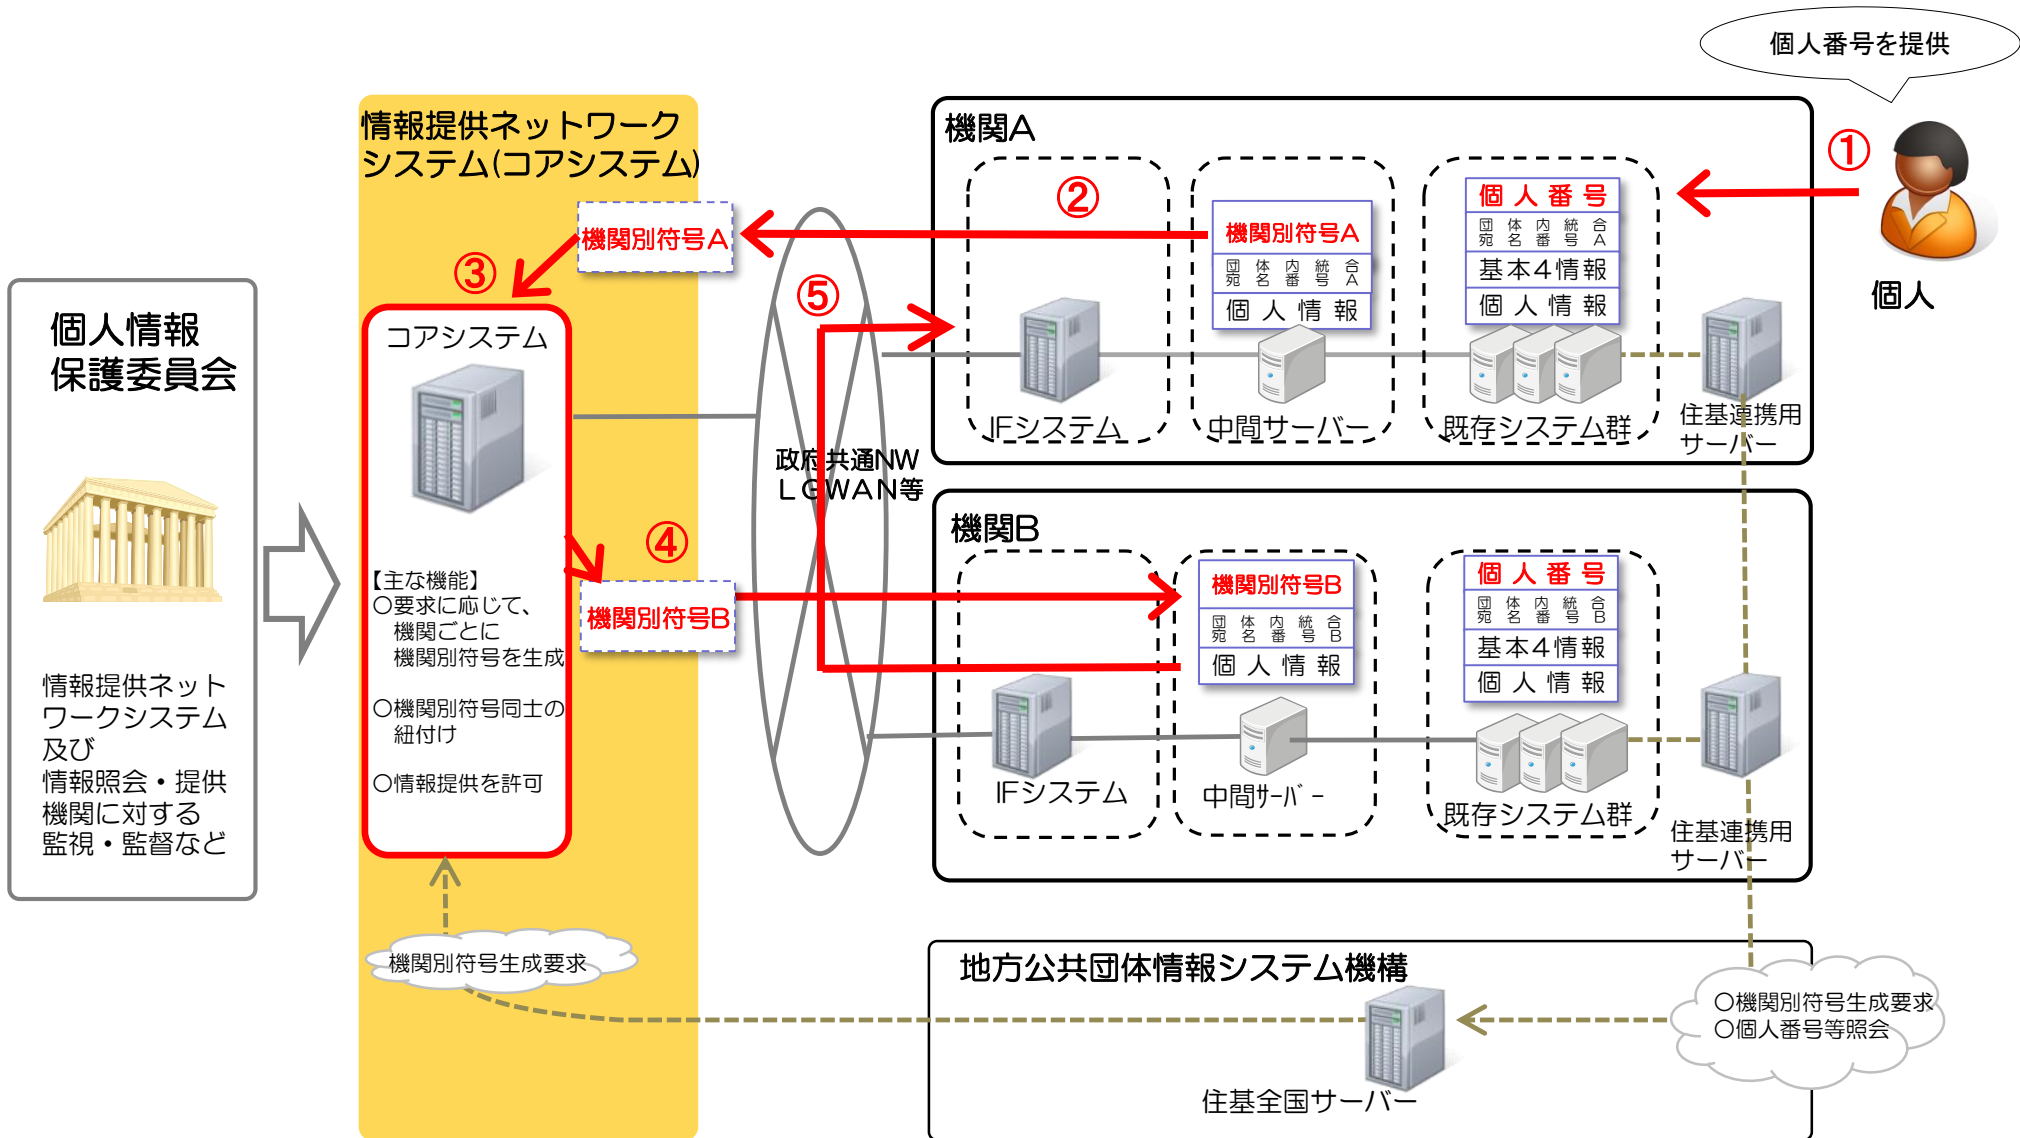 個人番号を提供
情報提供ネットワーク
システム(コアシステム)
機関別符号A
③
コアシステム
【主な機能】
○要求に応じて、
機関ごとに
機関別符号を生成
○機関別符号同士の
紐付け
○情報提供を許可
④
機関別符号B
機関別符号生成要求
個人情報
保護委員会
情報提供ネット
ワークシステム
及び
情報照会・提供
機関に対する
監視・監督など
⑤
政府共通NW
LGWAN等
機関A
②
IFシステム
機関別符号A
団体内統合
宛名番号A
個人情報
中間サーバー
個人番号
団体内統合
宛名番号A
基本4情報
個人情報
既存システム群
住基連携用
サーバー
①
個人
機関B
IFシステム
機関別符号B
団体内統合
宛名番号B
個人情報
中間サーバー
個人番号
団体内統合
宛名番号B
基本4情報
個人情報
既存システム群
住基連携用
サーバー
地方公共団体情報システム機構
住基全国サーバー
○機関別符号生成要求
○個人番号等照会